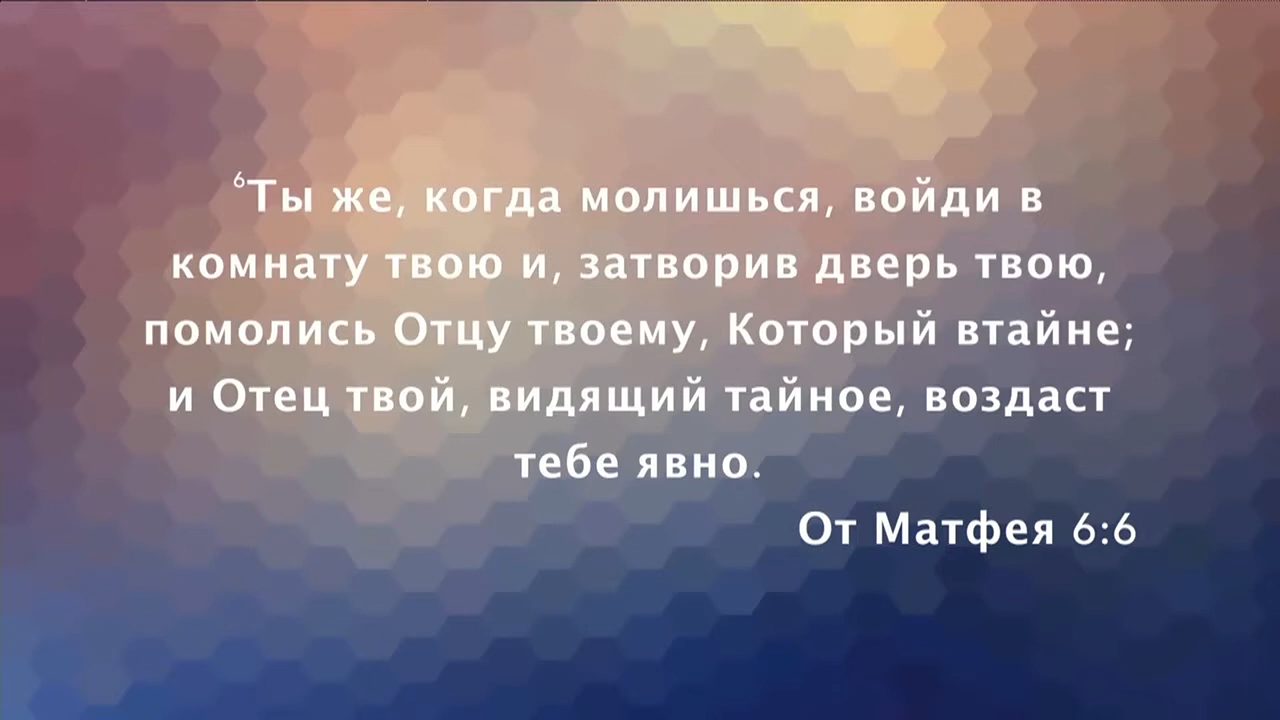 ⁶Ты же, когда молишься, войди в
комнату твою и, затворив дверь твою,
помолись Отцу твоему, Который втайне;
и Отец твой, видящий тайное, воздаст
тебе явно.
От Матфея 6:6